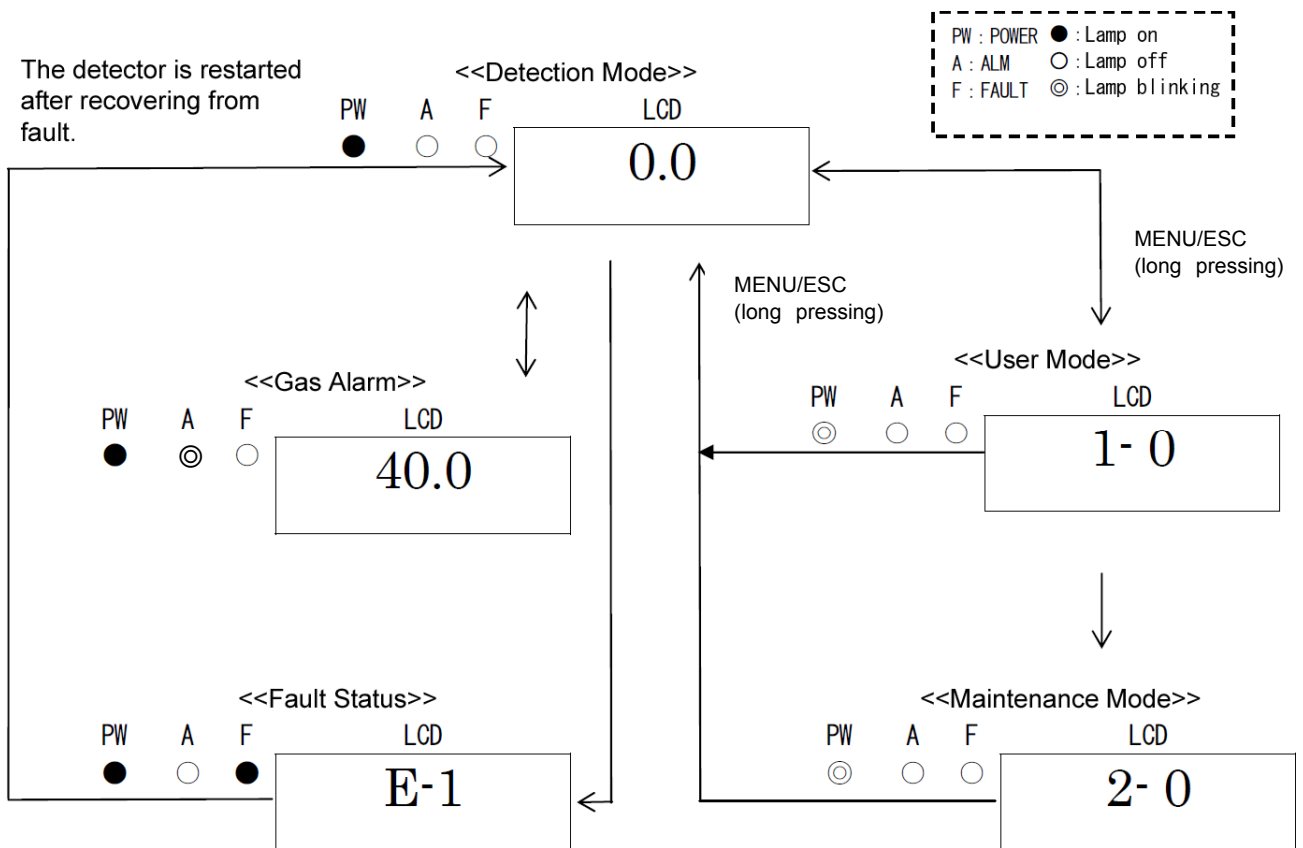 PW : POWER ● : Lamp on
A : ALM ○ : Lamp off
F : FAULT ◎ : Lamp blinking
The detector is restarted
after recovering from
fault.
<<Detection Mode>>
PW A F LCD
● ○ ○
0.0
MENU/ESC
(long pressing)
MENU/ESC
(long pressing)
<<Gas Alarm>>
PW A F LCD
● ◎ ○
40.0
<<User Mode>>
PW A F LCD
◎ ○ ○
1- 0
<<Fault Status>>
PW A F LCD
● ○ ●
E-1
<<Maintenance Mode>>
PW A F LCD
◎ ○ ○
2- 0